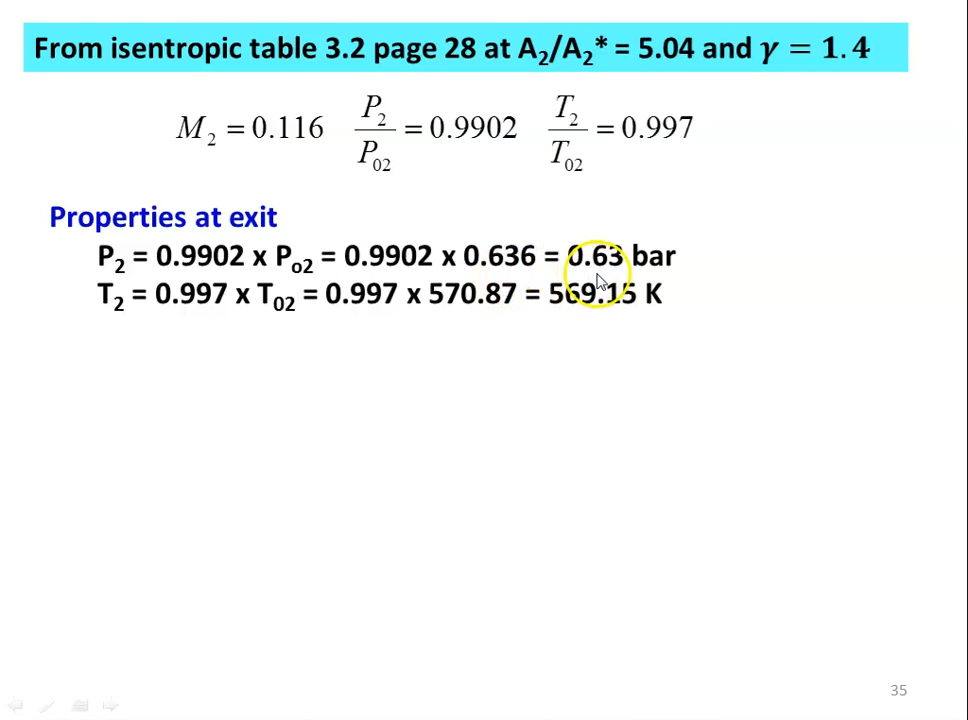 From isentropic table 3.2 page 28 at A₂/A₂* = 5.04 and γ = 1.4
M₂ = 0.116 P₂/P₀₂ = 0.9902 T₂/T₀₂ = 0.997
Properties at exit
P₂ = 0.9902 x Pₒ₂ = 0.9902 x 0.636 = 0.63 bar
T₂ = 0.997 x T₀₂ = 0.997 x 570.87 = 569.15 K
35